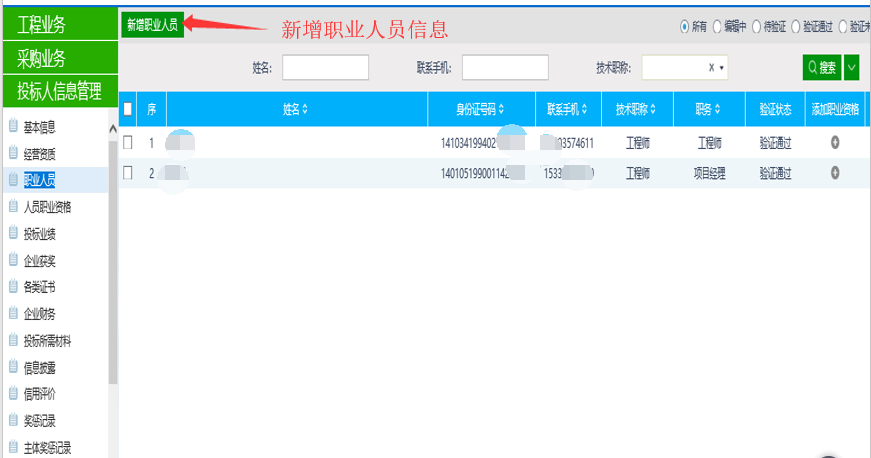 工程业务
采购业务
投标人信息管理
基本信息
经营资质
职业人员
人员职业资格
投标业绩
企业获奖
各类证书
企业财务
投标所需材料
信息披露
信用评价
奖惩记录
主体奖惩记录
新增职业人员
新增职业人员信息
所有 编辑中 待验证 验证通过 验证未
姓名: 联系手机: 技术职称: X 搜索
序 姓名 身份证号码 联系手机 技术职称 职务 验证状态 添加职业资格
1 141034199402 03574611 工程师 工程师 验证通过
2 14010519900114 1533 工程师 项目经理 验证通过